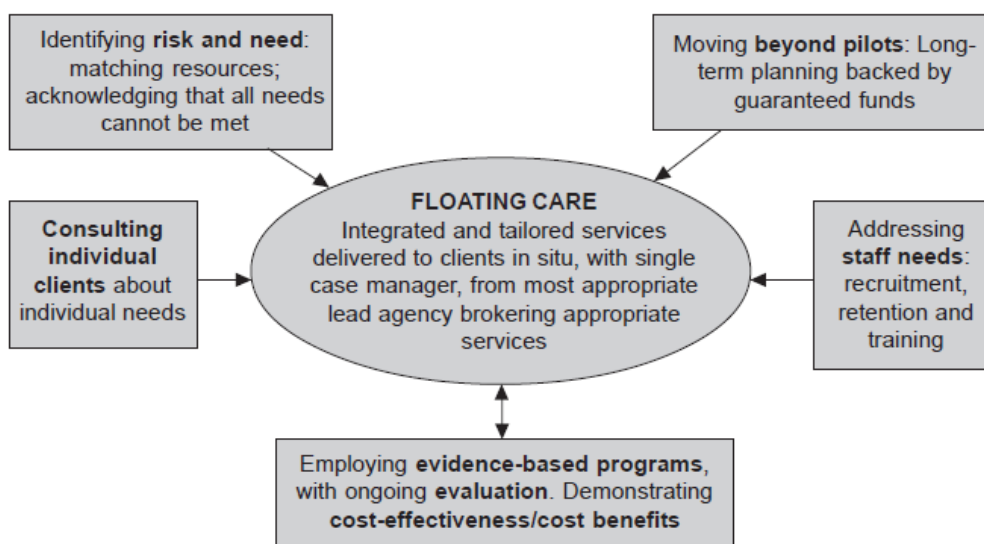 Identifying risk and need:
matching resources;
acknowledging that all needs
cannot be met
Moving beyond pilots: Long-
term planning backed by
guaranteed funds
Consulting
individual
clients about
individual needs
FLOATING CARE
Integrated and tailored services
delivered to clients in situ, with single
case manager, from most appropriate
lead agency brokering appropriate
services
Addressing
staff needs:
recruitment,
retention and
training
Employing evidence-based programs,
with ongoing evaluation. Demonstrating
cost-effectiveness/cost benefits